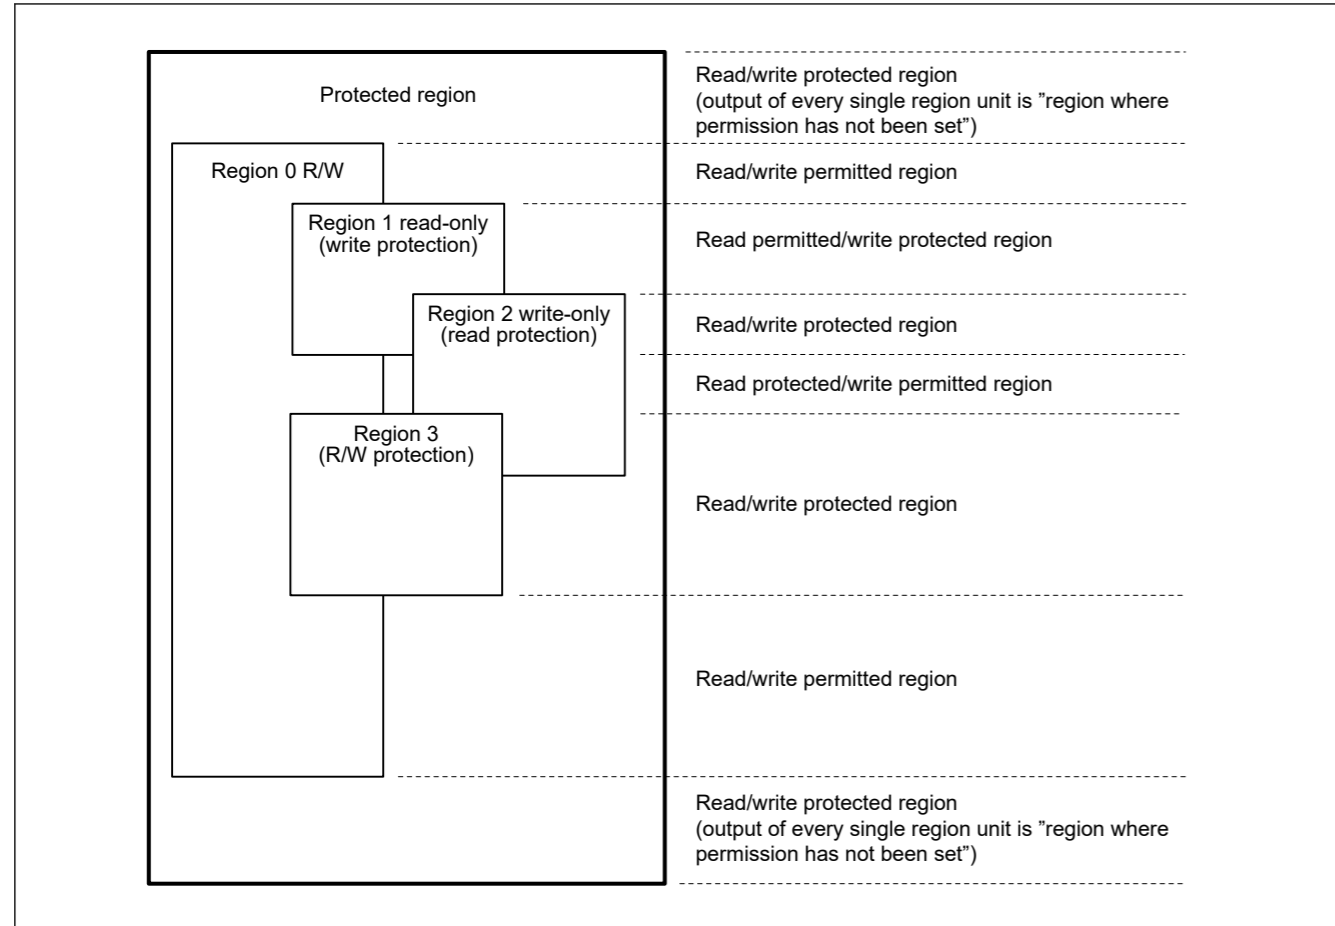 Protected region
Read/write protected region
(output of every single region unit is ”region where
permission has not been set”)
Region 0 R/W
Read/write permitted region
Region 1 read-only
(write protection)
Read permitted/write protected region
Region 2 write-only
(read protection)
Read/write protected region
Read protected/write permitted region
Region 3
(R/W protection)
Read/write protected region
Read/write permitted region
Read/write protected region
(output of every single region unit is ”region where
permission has not been set”)